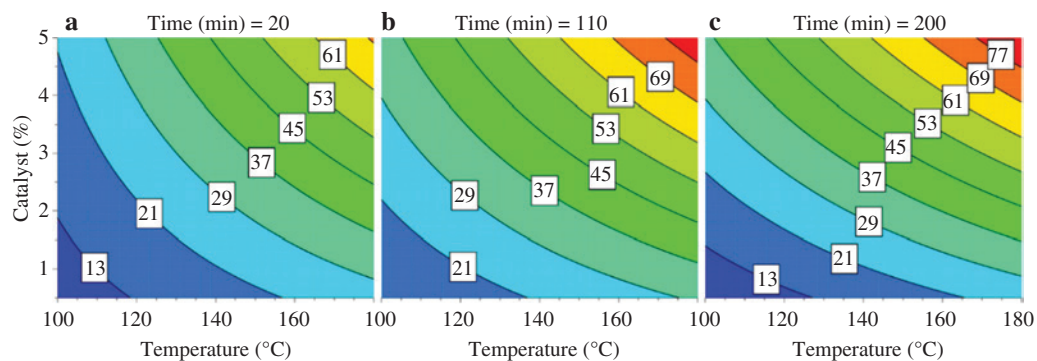 a Time (min) = 20
b Time (min) = 110
c Time (min) = 200
Catalyst (%)
5
4
3
2
1
13
21
29
37
45
53
61
21
29
37
45
53
61
69
13
21
29
37
45
53
61
69
77
100 120 140 160 180
100 120 140 160 180
100 120 140 160 180
Temperature (°C)
Temperature (°C)
Temperature (°C)